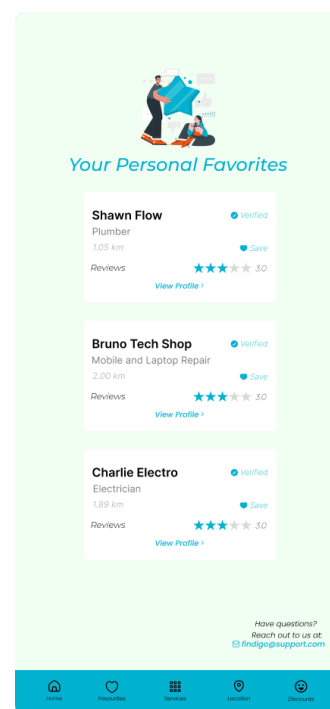 Your Personal Favorites
Shawn Flow
Verified
Plumber
1,05 km
Save
Reviews
3.0
View Profile >
Bruno Tech Shop
Verified
Mobile and Laptop Repair
2.00 km
Save
Reviews
3.0
View Profile >
Charlie Electro
Verified
Electrician
1.89 km
Save
Reviews
3.0
View Profile >
Have questions?
Reach out to us at:
findigo@support.com
Home
Favourites
Services
Location
Discounts